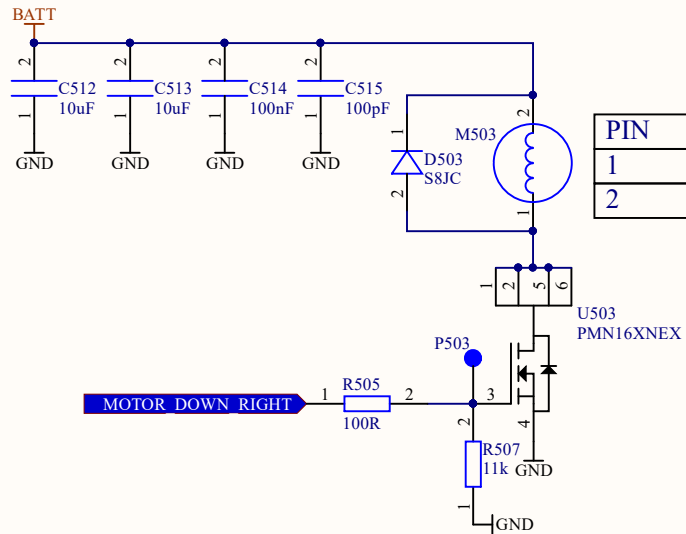 BATT
2
2
2
2
C512
10uF
C513
10uF
C514
100nF
C515
100pF
1
1
1
1
GND
GND
GND
GND
1
D503
S8JC
2
2
M503
1
PIN
1
2
1
2
5
6
U503
PMN16XNEX
P503
MOTOR_DOWN_RIGHT
1
R505
2
100R
3
4
GND
2
R507
11k
1
GND